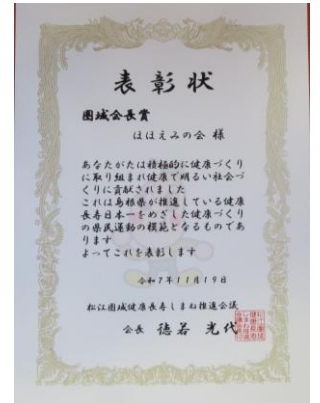 表彰状
圏域会長賞
ほほえみの会 様
あなたがたは積極的に健康づくり
に取り組まれ健康で明るい社会づ
くりに貢献されました
これは島根県が推進している健康
長寿日本一をめざした健康づくり
の県民運動の模範となるものであ
ります
よってこれを表彰します
令和7年11月19日
松江圏域健康長寿しまね推進会議
会長 徳若 光代